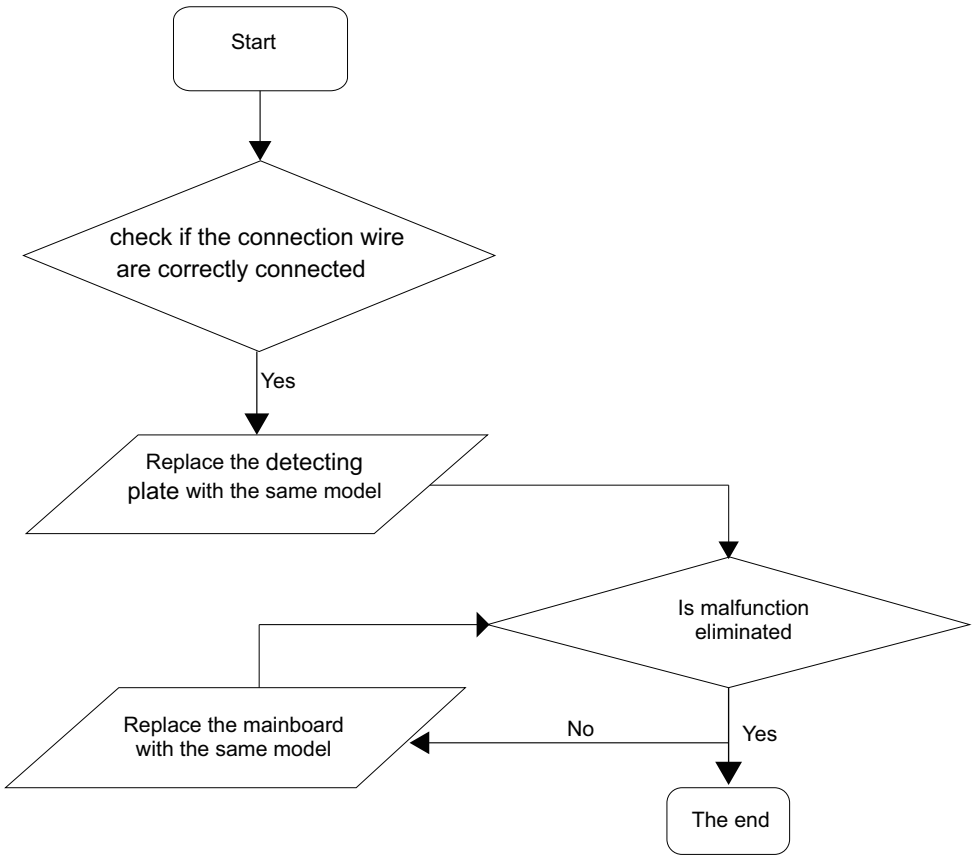 Start
check if the connection wire
are correctly connected
Yes
Replace the detecting
plate with the same model
Is malfunction
eliminated
Replace the mainboard
with the same model
No
Yes
The end